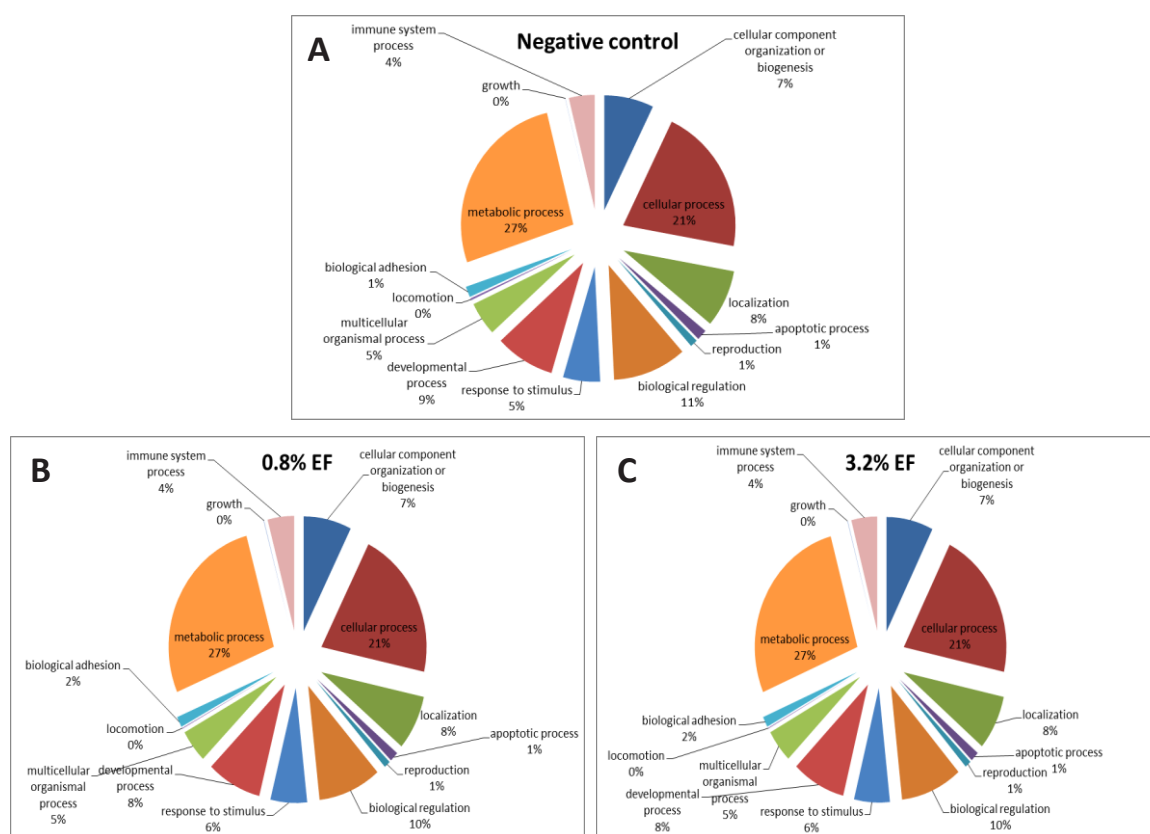 A
Negative control
immune system
process
4%
cellular component
organization or
biogenesis
7%
growth
0%
metabolic process
27%
cellular process
21%
biological adhesion
1%
locomotion
0%
multicellular
organismal process
5%
developmental
process
9%
response to stimulus
5%
biological regulation
11%
reproduction
1%
apoptotic process
1%
localization
8%
B
0.8% EF
immune system
process
4%
cellular component
organization or
biogenesis
7%
growth
0%
metabolic process
27%
cellular process
21%
biological adhesion
2%
locomotion
0%
multicellular
organismal
process
5%
developmental
process
8%
response to stimulus
6%
biological regulation
10%
reproduction
1%
apoptotic process
1%
localization
8%
C
3.2% EF
immune system
process
4%
cellular component
organization or
biogenesis
7%
growth
0%
metabolic process
27%
cellular process
21%
biological adhesion
2%
locomotion
0%
multicellular
organismal
process
5%
developmental
process
8%
response to stimulus
6%
biological regulation
10%
reproduction
1%
apoptotic process
1%
localization
8%